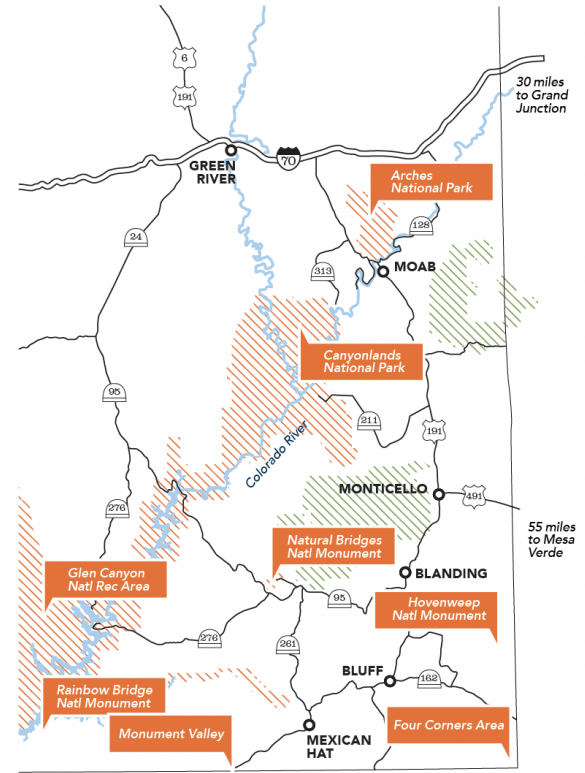 6
191
30 miles
to Grand
Junction
70
GREEN
RIVER
Arches
National Park
128
24
313
MOAB
Canyonlands
National Park
95
211
191
Colorado River
MONTICELLO
491
276
55 miles
to Mesa
Verde
Natural Bridges
Natl Monument
Glen Canyon
Natl Rec Area
BLANDING
95
Hovenweep
Natl Monument
276
261
BLUFF
162
Rainbow Bridge
Natl Monument
Monument Valley
Four Corners Area
MEXICAN
HAT